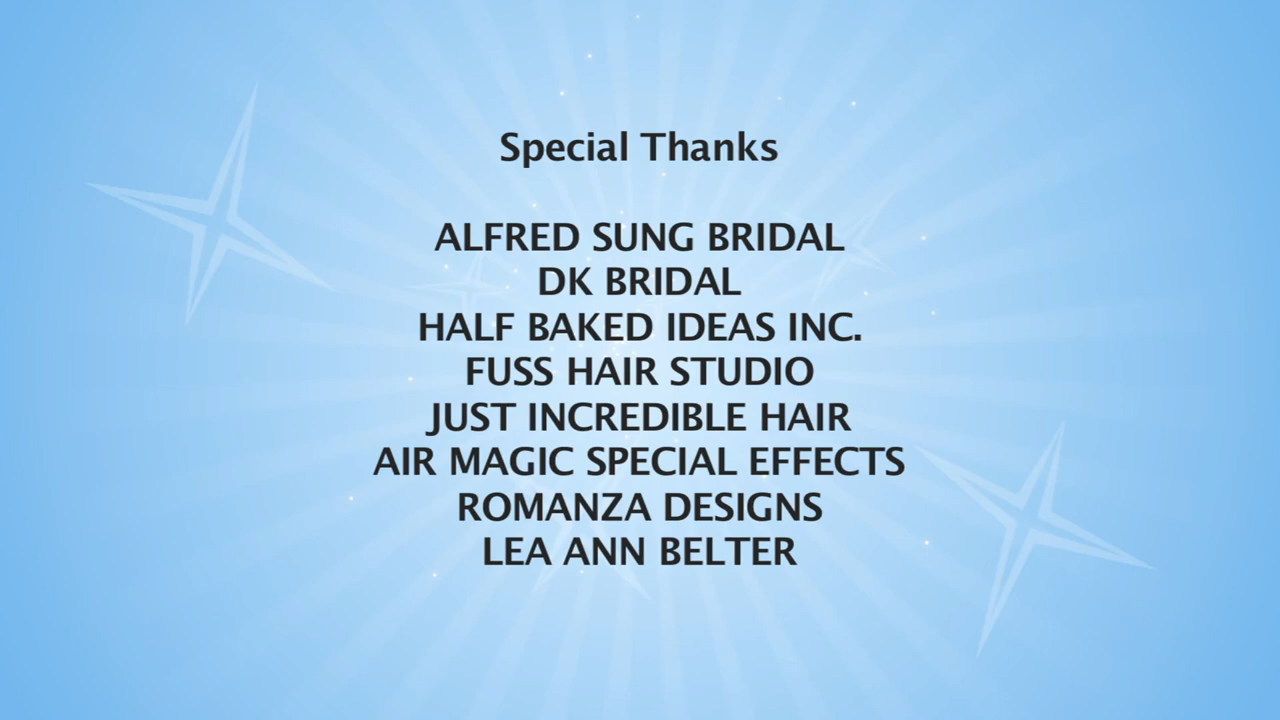 Special Thanks
ALFRED SUNG BRIDAL
DK BRIDAL
HALF BAKED IDEAS INC.
FUSS HAIR STUDIO
JUST INCREDIBLE HAIR
AIR MAGIC SPECIAL EFFECTS
ROMANZA DESIGNS
LEA ANN BELTER